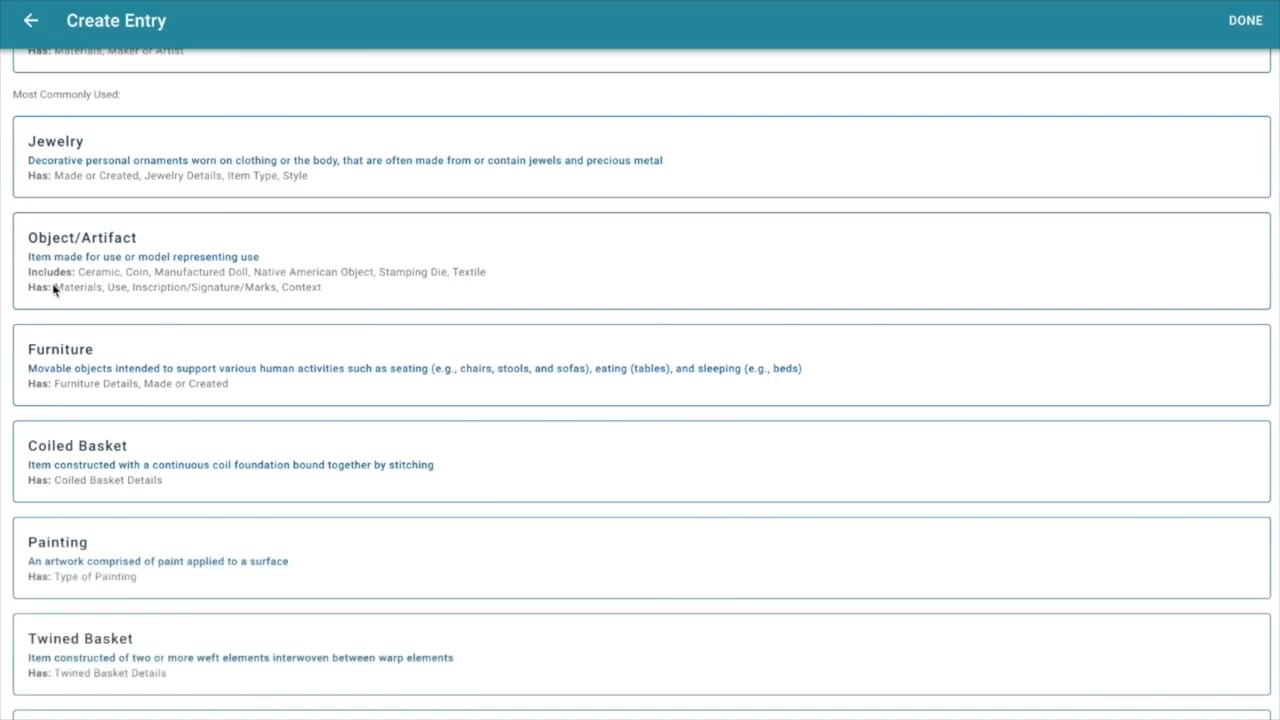 Create Entry
DONE
Has: Materials, Maker or Artist
Most Commonly Used:
Jewelry
Decorative personal ornaments worn on clothing or the body, that are often made from or contain jewels and precious metal
Has: Made or Created, Jewelry Details, Item Type, Style
Object/Artifact
Item made for use or model representing use
Includes: Ceramic, Coin, Manufactured Doll, Native American Object, Stamping Die, Textile
Has: Materials, Use, Inscription/Signature/Marks, Context
Furniture
Movable objects intended to support various human activities such as seating (e.g., chairs, stools, and sofas), eating (tables), and sleeping (e.g., beds)
Has: Furniture Details, Made or Created
Coiled Basket
Item constructed with a continuous coil foundation bound together by stitching
Has: Coiled Basket Details
Painting
An artwork comprised of paint applied to a surface
Has: Type of Painting
Twined Basket
Item constructed of two or more weft elements interwoven between warp elements
Has: Twined Basket Details